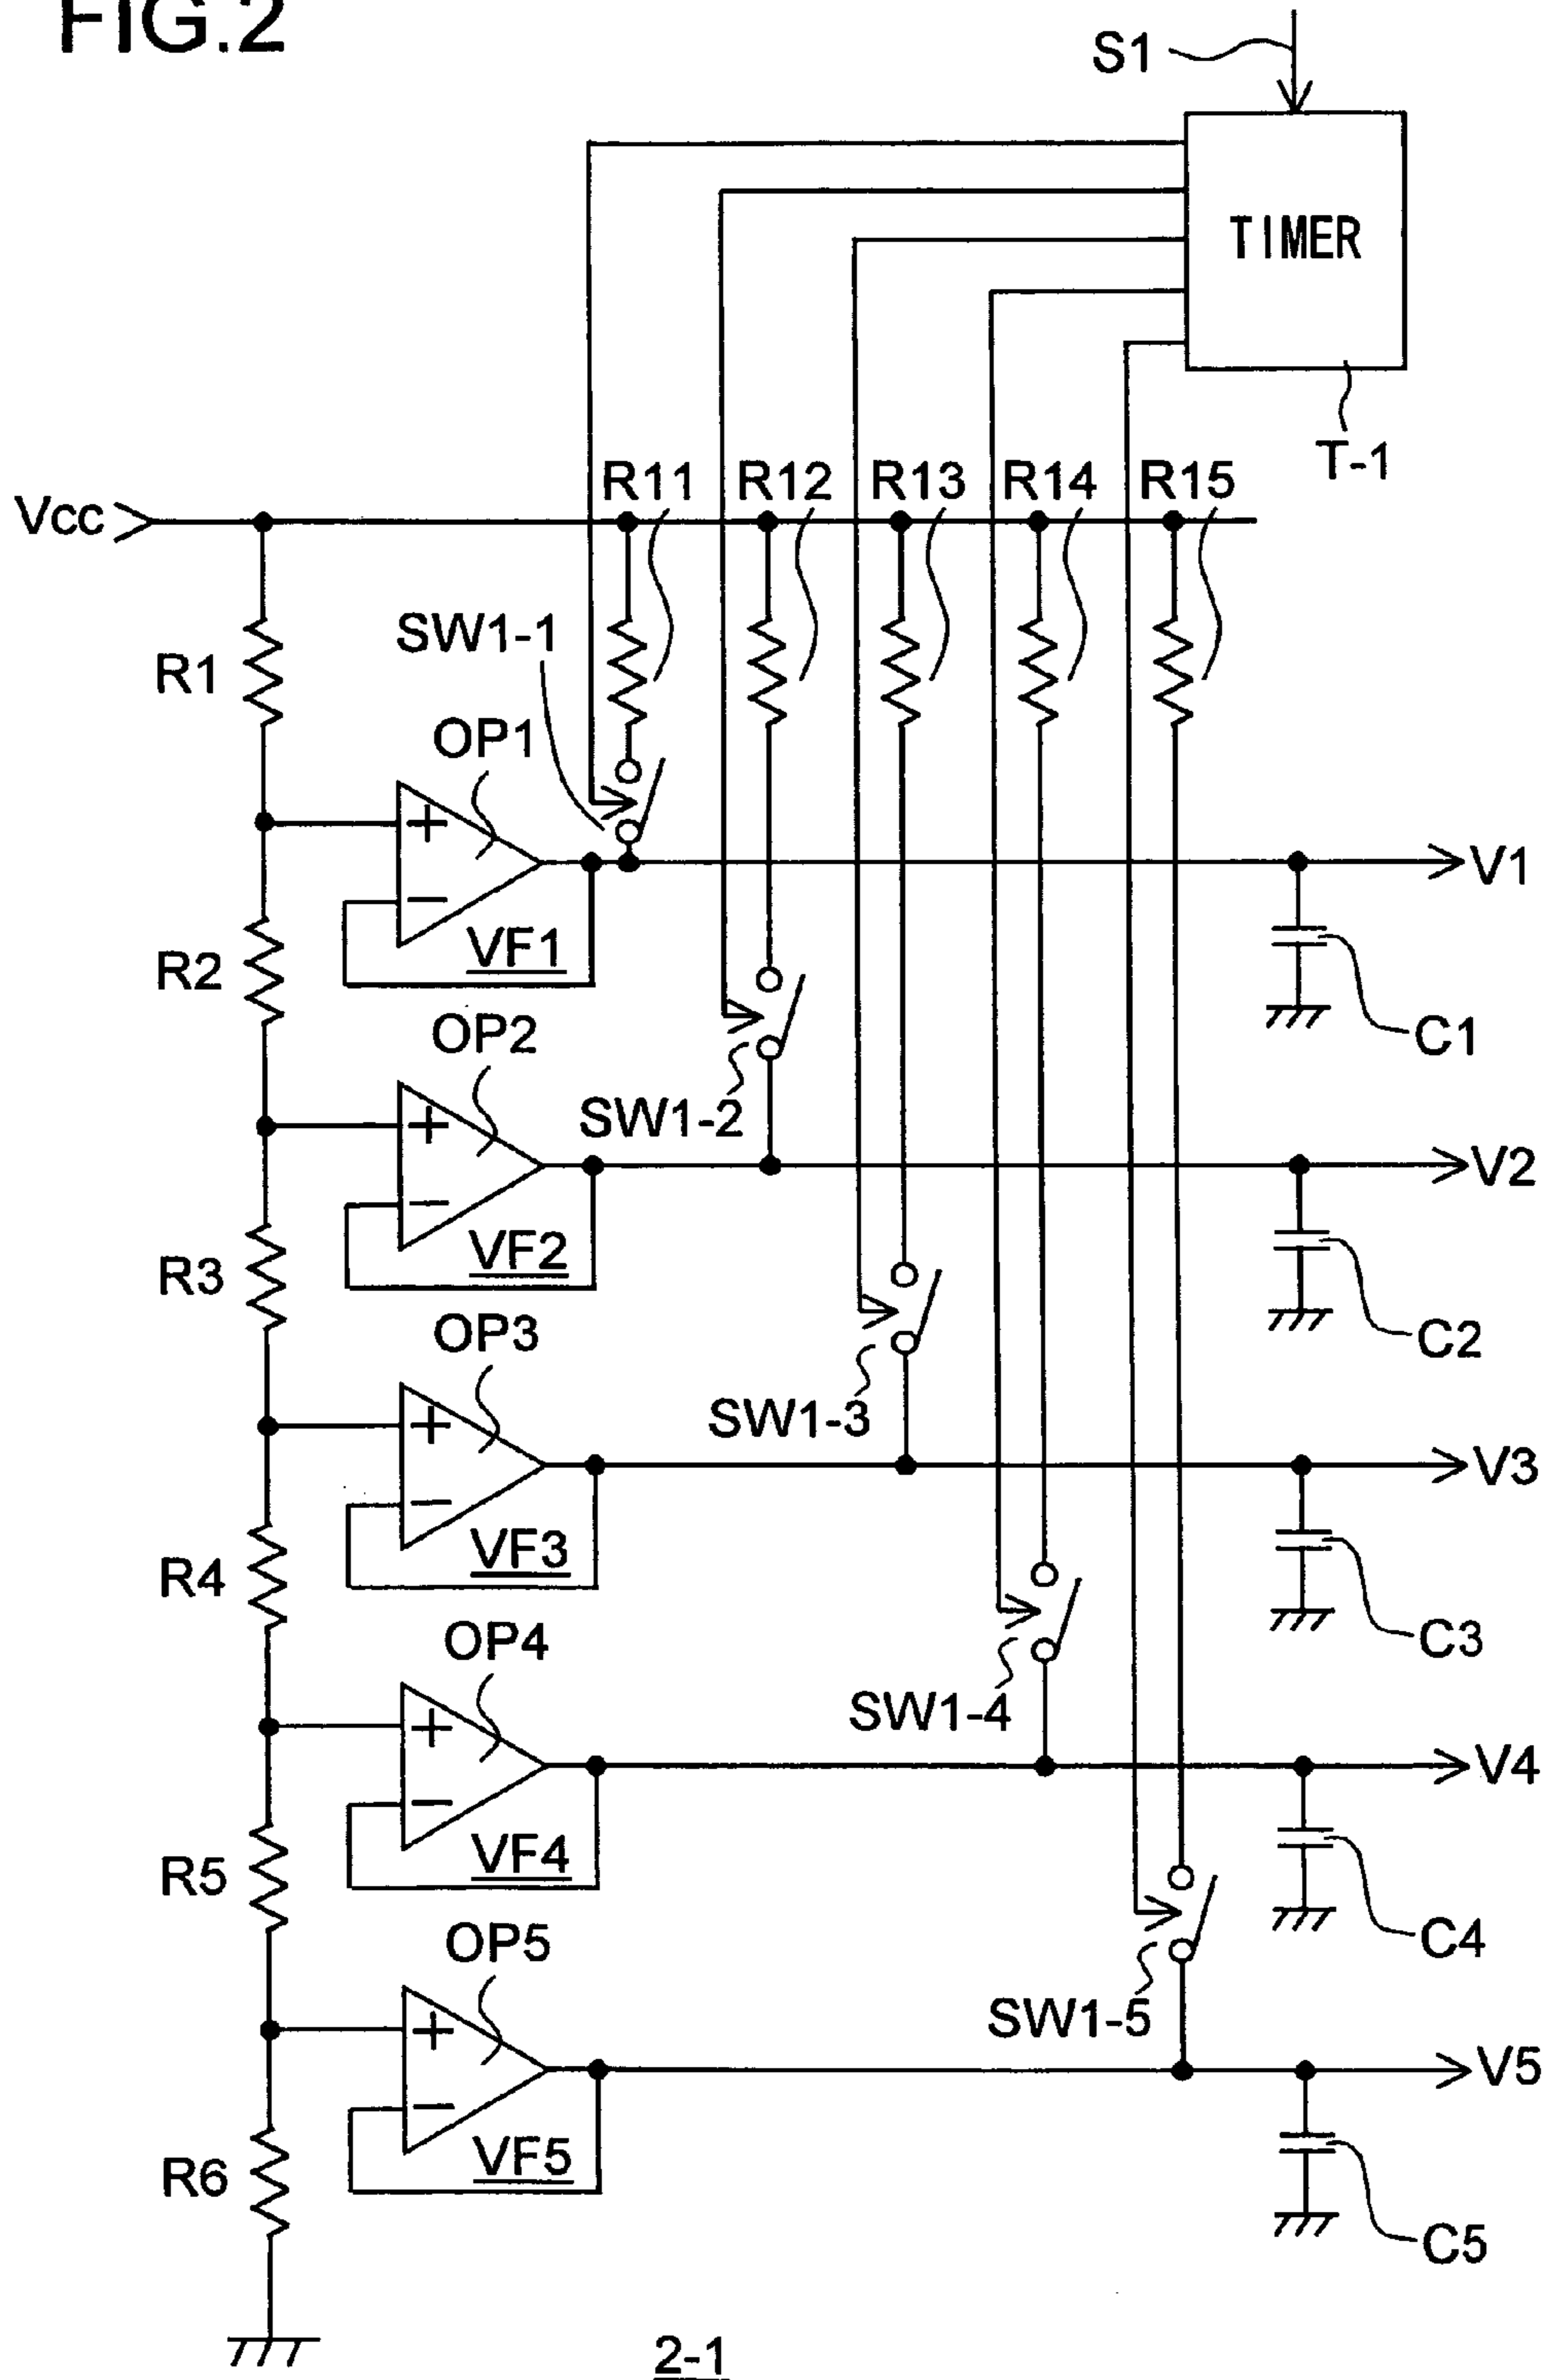 FIG.2
S1
TIMER
T-1
R11 R12 R13 R14 R15
Vcc
SW1-1
R1
OP1
+
V1
−
VF1
R2
C1
OP2
SW1-2
+
V2
−
VF2
R3
C2
OP3
SW1-3
+
V3
−
VF3
R4
C3
OP4
SW1-4
+
V4
−
VF4
R5
C4
OP5
SW1-5
+
V5
−
VF5
R6
C5
2-1